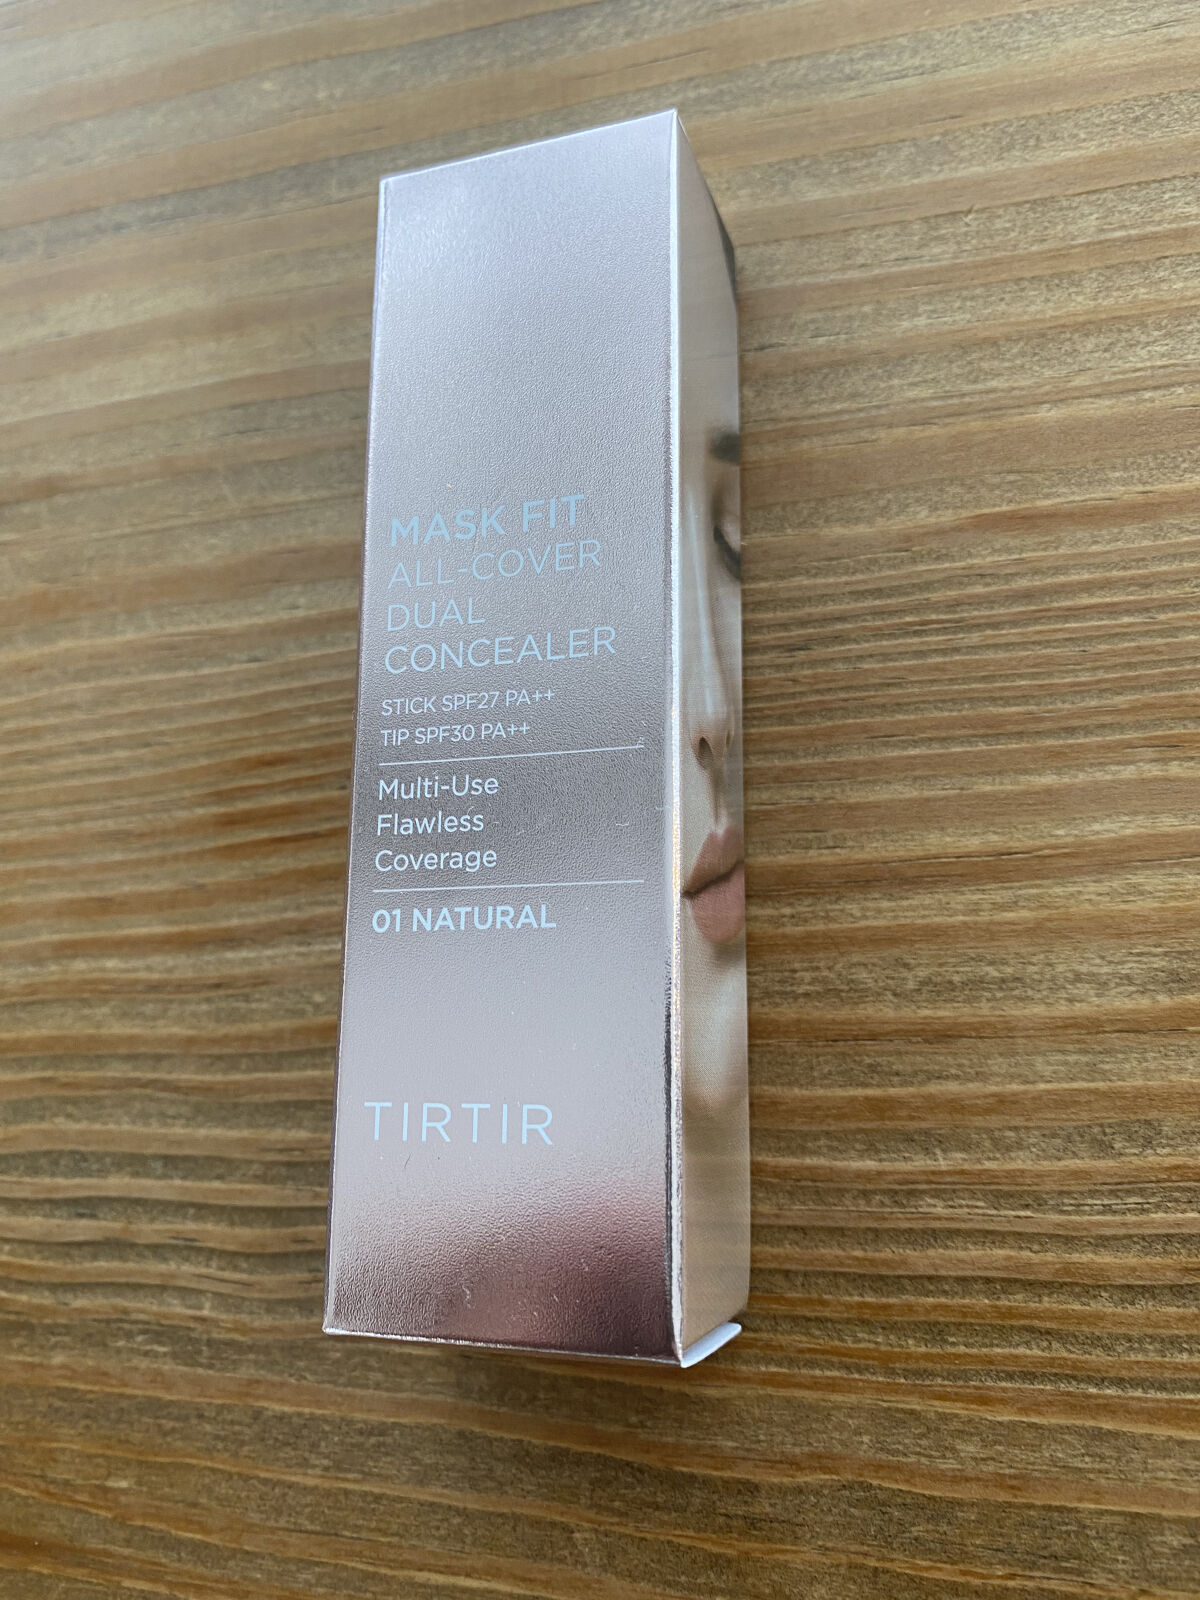 MASK FIT
ALL-COVER
DUAL
CONCEALER
STICK SPF27 PA++
TIP SPF30 PA++
Multi-Use
Flawless
Coverage
01 NATURAL
TIRTIR